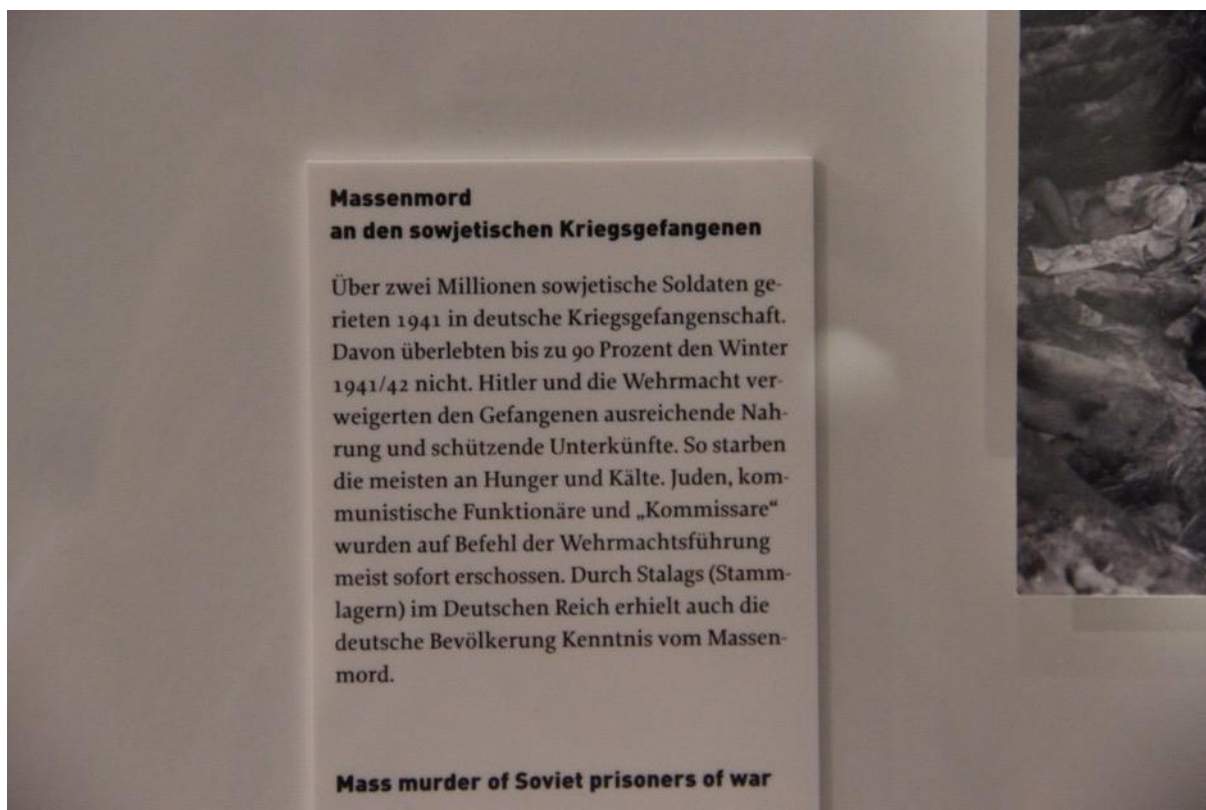 Massenmord
an den sowjetischen Kriegsgefangenen
Über zwei Millionen sowjetische Soldaten ge-
rieten 1941 in deutsche Kriegsgefangenschaft.
Davon überlebten bis zu 90 Prozent den Winter
1941/42 nicht. Hitler und die Wehrmacht ver-
weigerten den Gefangenen ausreichende Nah-
rung und schützende Unterkünfte. So starben
die meisten an Hunger und Kälte. Juden, kom-
munistische Funktionäre und „Kommissare“
wurden auf Befehl der Wehrmachtsführung
meist sofort erschossen. Durch Stalags (Stamm-
lagern) im Deutschen Reich erhielt auch die
deutsche Bevölkerung Kenntnis vom Massen-
mord.
Mass murder of Soviet prisoners of war